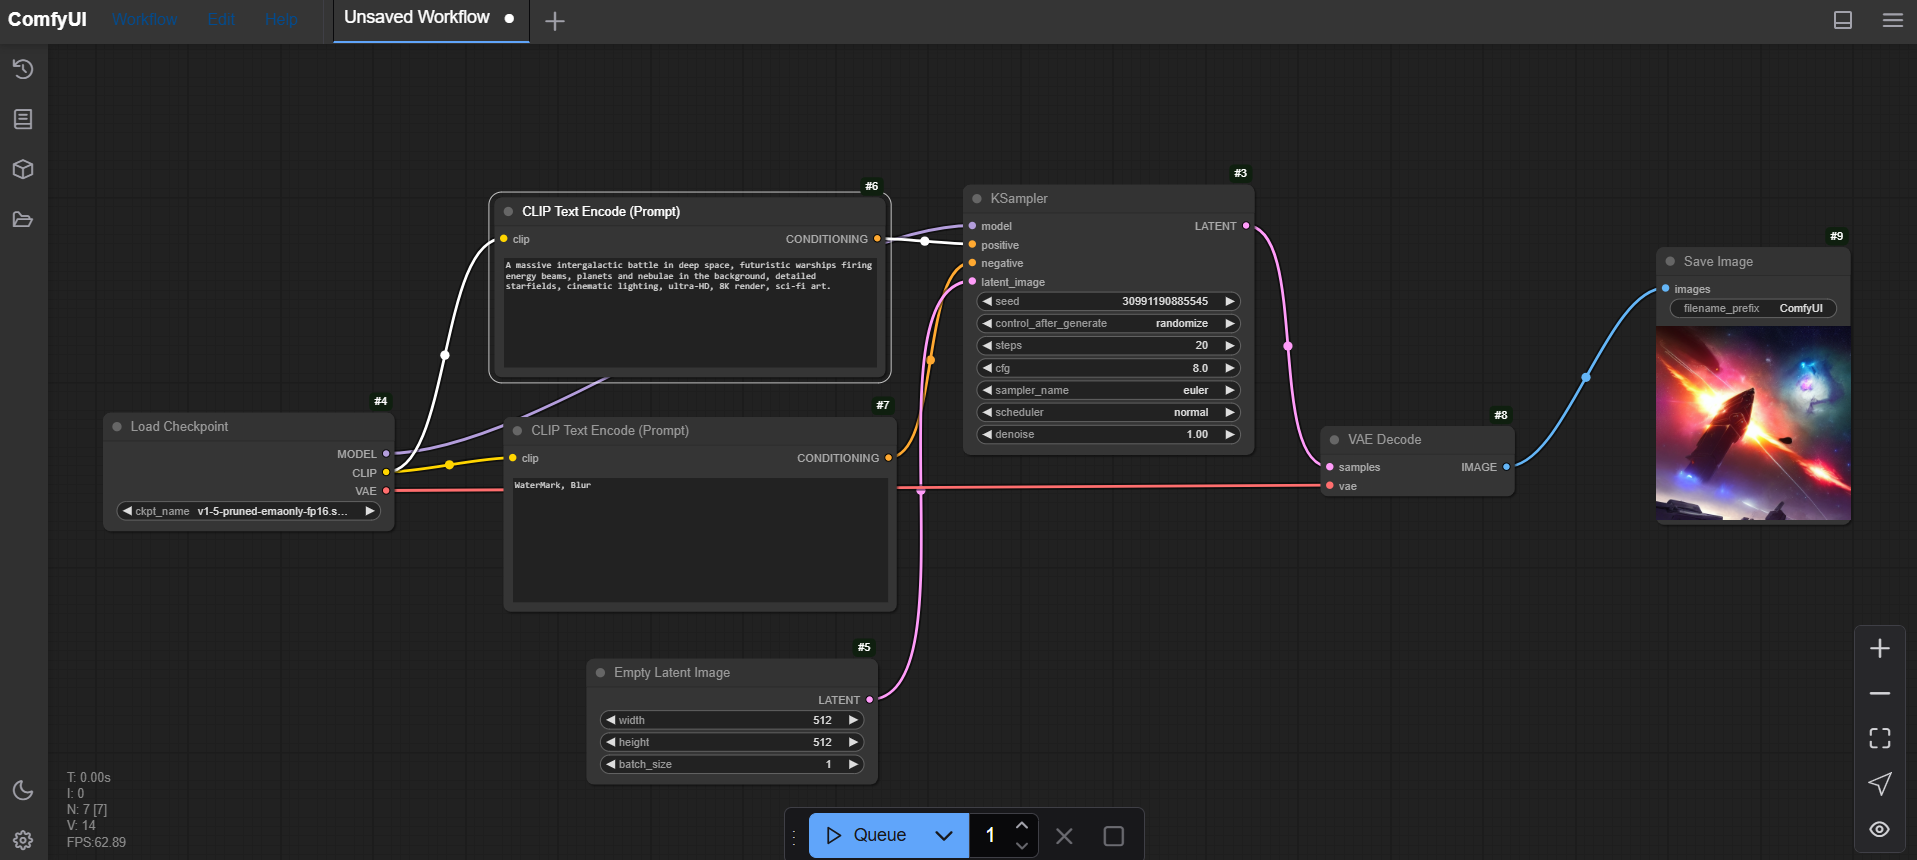 ComfyUI Workflow Edit Help Unsaved Workflow
#6
CLIP Text Encode (Prompt)
clip CONDITIONING
A massive intergalactic battle in deep space, futuristic warships firing
energy beams, planets and nebulae in the background, detailed
starfields, cinematic lighting, ultra-HD, 8K render, sci-fi art.
#3
KSampler
model LATENT
positive
negative
latent_image
seed 30991190885545
control_after_generate randomize
steps 20
cfg 8.0
sampler_name euler
scheduler normal
denoise 1.00
#9
Save Image
images
filename_prefix ComfyUI
#4
Load Checkpoint
MODEL
CLIP
VAE
ckpt_name v1-5-pruned-emaonly-fp16.s...
#7
CLIP Text Encode (Prompt)
clip CONDITIONING
WaterMark, Blur
#8
VAE Decode
samples IMAGE
vae
#5
Empty Latent Image
LATENT
width 512
height 512
batch_size 1
T: 0.00s
I: 0
N: 7 [7]
V: 14
FPS:62.89
Queue 1